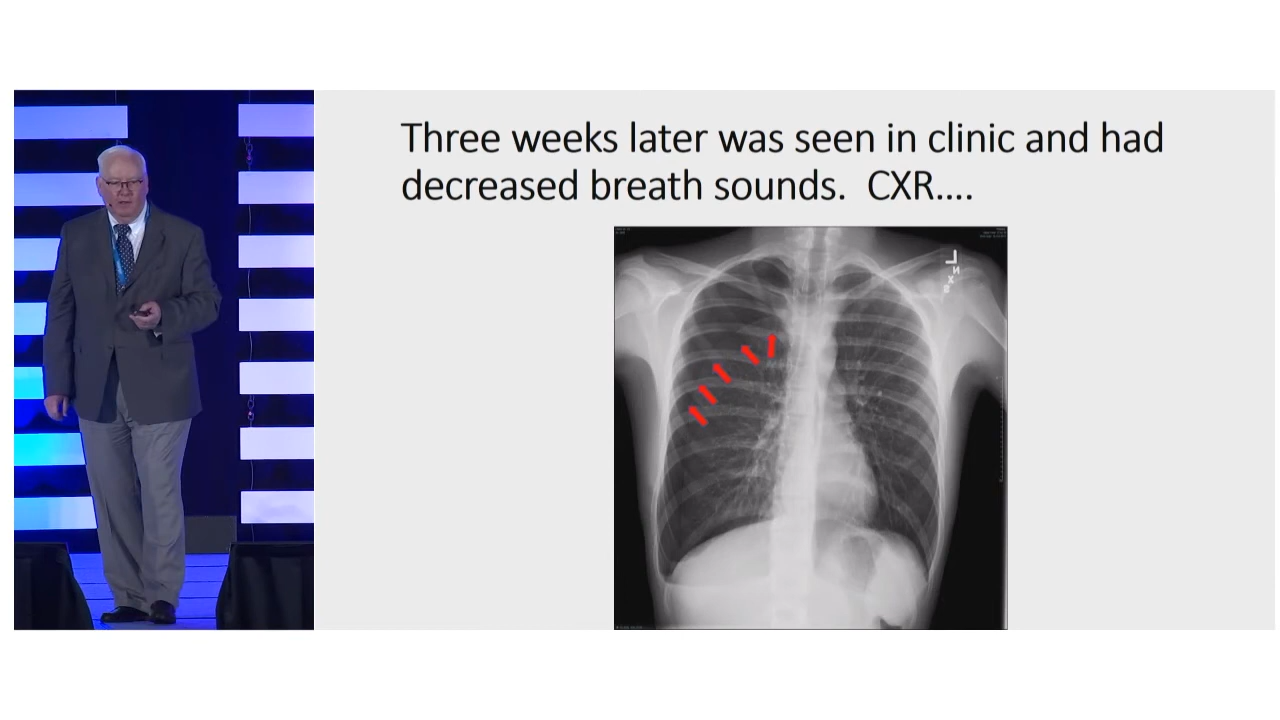 Three weeks later was seen in clinic and had
decreased breath sounds.  CXR....
L